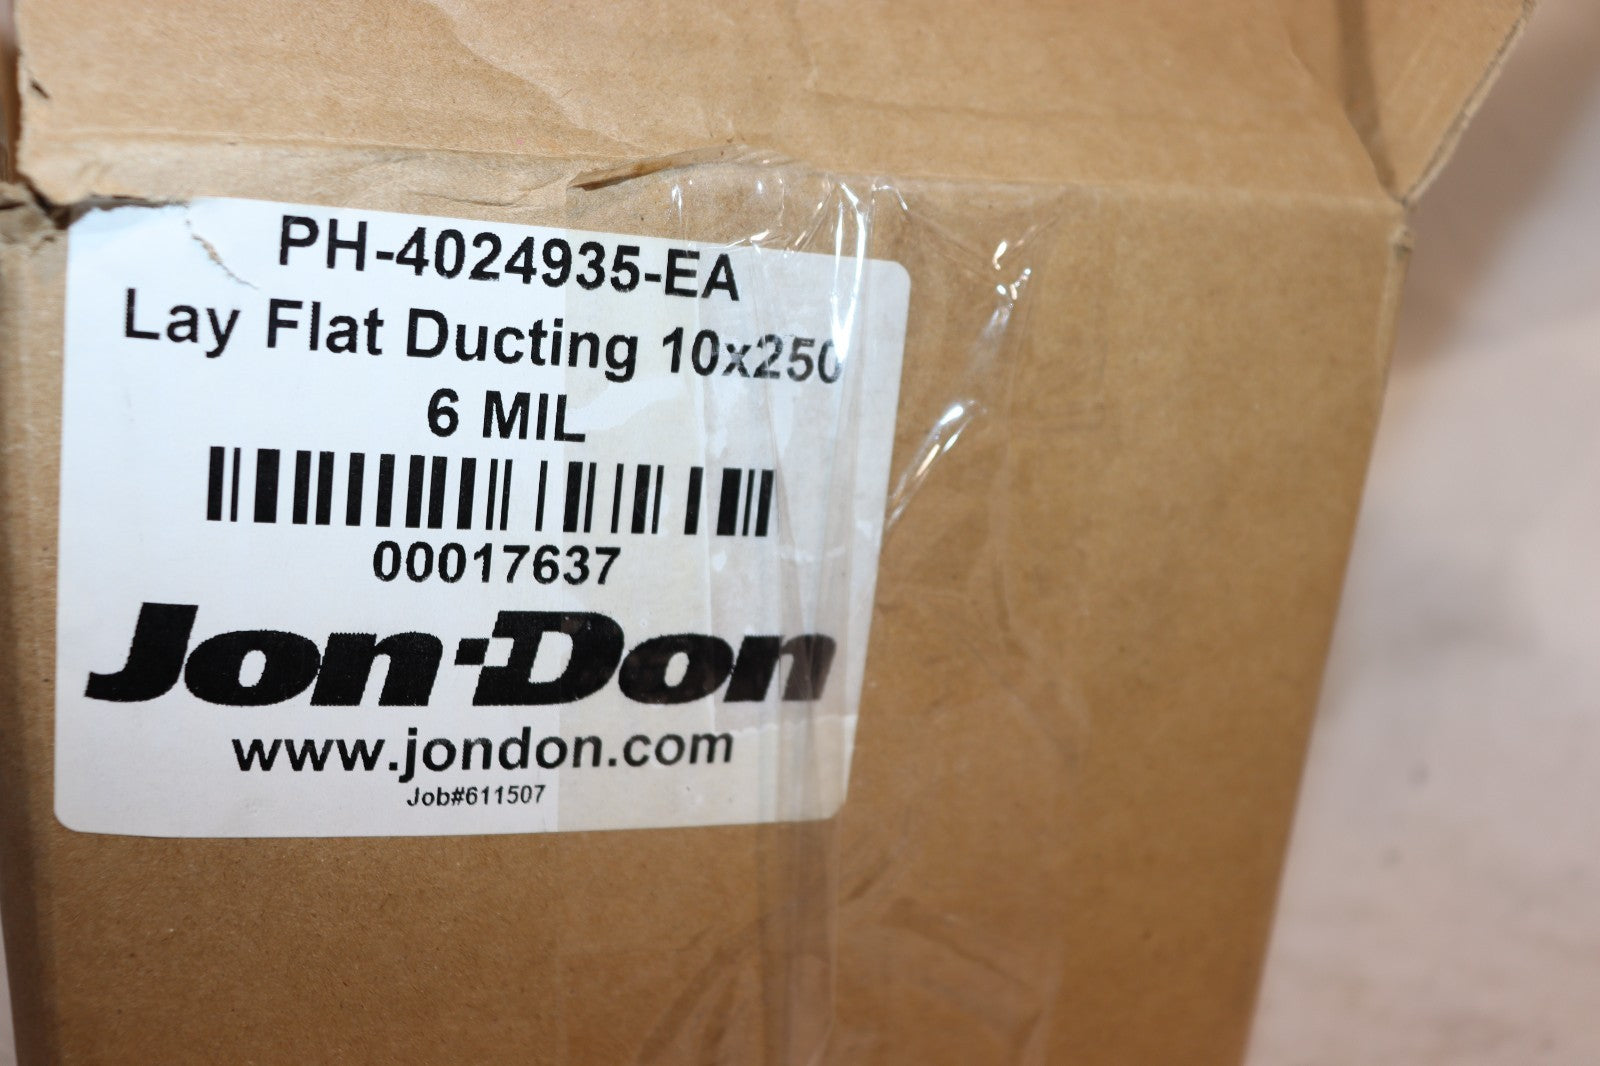 PH-4024935-EA
Lay Flat Ducting 10x250
6 MIL
00017637
Jon-Don
www.jondon.com
Job#611507